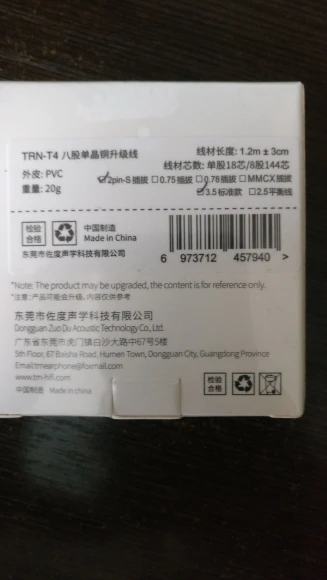 TRN-T4 八股单晶铜升级线
线材长度: 1.2m ± 3cm
外皮: PVC
线材芯数: 单股18芯/8股144芯
重量: 20g
☑2pin-S 插拔 □0.75 插拔 □0.78 插拔 □MMCX插拔
☑3.5 标准款 □2.5平衡线
检验
合格
中国制造
Made in China
东莞市佐度声学科技有限公司
6 973712 457940 >
*Note: The product may be upgraded, the content is for reference only.
*注意: 产品可能会升级, 内容仅供参考
东莞市佐度声学科技有限公司
Dongguan Zuo Du Acoustic Technology Co., Ltd.
广东省东莞市虎门镇白沙大路中67号5楼
5th Floor, 67 Baisha Road, Humen Town, Dongguan City, Guangdong Province
Email:trnearphone@foxmail.com
www.trn-hifi.com
中国制造 Made in china
检验
合格